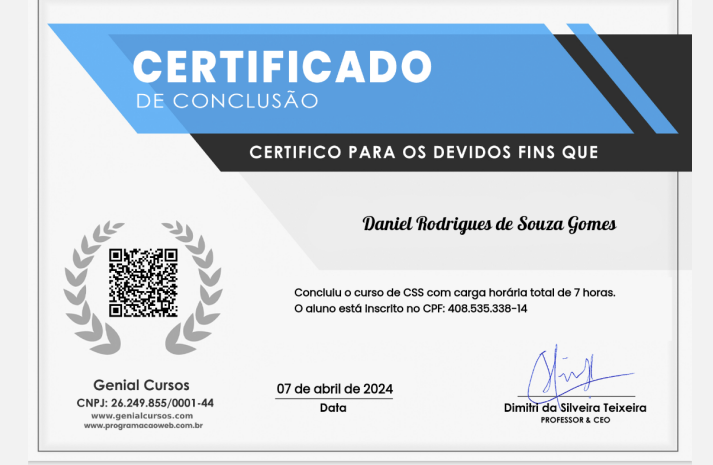 CERTIFICADO
DE CONCLUSÃO
CERTIFICO PARA OS DEVIDOS FINS QUE
Daniel Rodrigues de Souza Gomes
Concluiu o curso de CSS com carga horária total de 7 horas.
O aluno está inscrito no CPF: 408.535.338-14
Genial Cursos
CNPJ: 26.249.855/0001-44
www.genialcursos.com
www.programacaoweb.com.br
07 de abril de 2024
Data
Dimitri da Silveira Teixeira
PROFESSOR & CEO